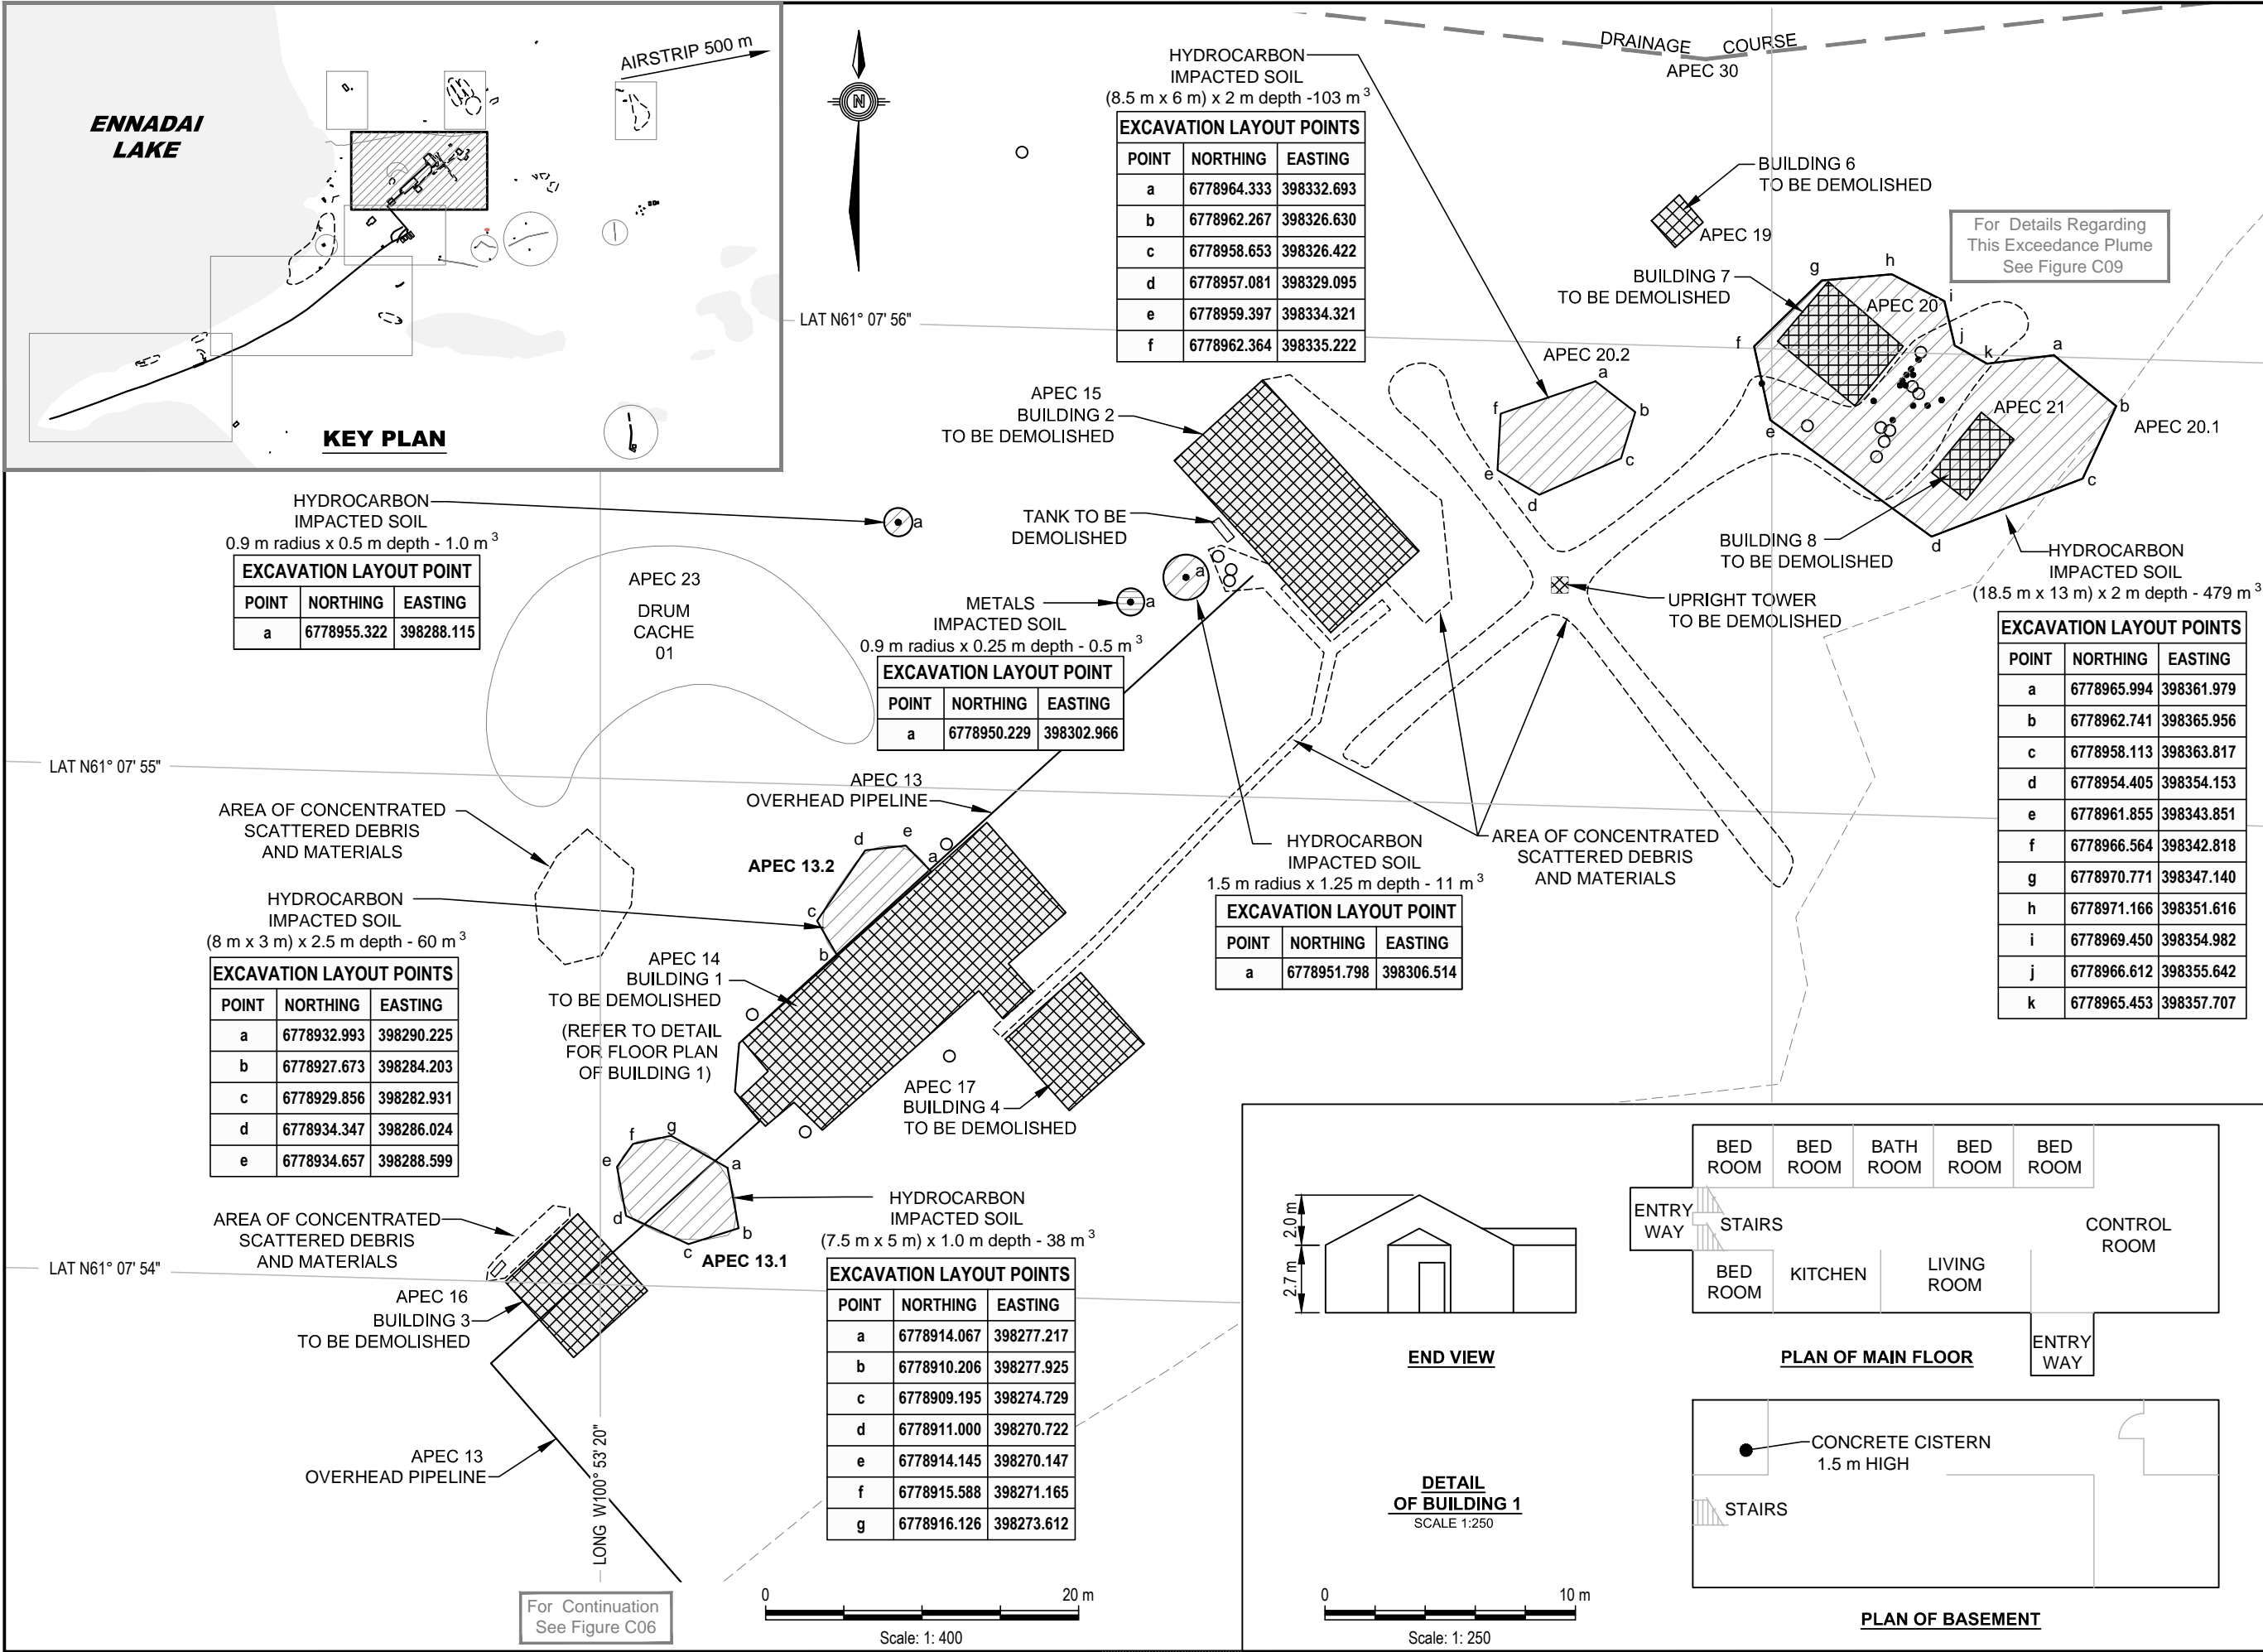 AIRSTRIP 500 m
ENNADAI
LAKE
KEY PLAN
N
DRAINAGE COURSE
APEC 30
HYDROCARBON
IMPACTED SOIL
(8.5 m x 6 m) x 2 m depth -103 m³
EXCAVATION LAYOUT POINTS
POINT NORTHING EASTING
a 6778964.333 398332.693
b 6778962.267 398326.630
c 6778958.653 398326.422
d 6778957.081 398329.095
e 6778959.397 398334.321
f 6778962.364 398335.222
BUILDING 6
TO BE DEMOLISHED
APEC 19
For Details Regarding
This Exceedance Plume
See Figure C09
BUILDING 7
TO BE DEMOLISHED
g
h
i
APEC 20
f
j
k
a
b
e
APEC 21
APEC 20.1
c
d
LAT N61° 07' 56"
APEC 20.2
a
f
b
e
c
d
APEC 15
BUILDING 2
TO BE DEMOLISHED
TANK TO BE
DEMOLISHED
BUILDING 8
TO BE DEMOLISHED
UPRIGHT TOWER
TO BE DEMOLISHED
HYDROCARBON
IMPACTED SOIL
(18.5 m x 13 m) x 2 m depth - 479 m³
EXCAVATION LAYOUT POINTS
POINT NORTHING EASTING
a 6778965.994 398361.979
b 6778962.741 398365.956
c 6778958.113 398363.817
d 6778954.405 398354.153
e 6778961.855 398343.851
f 6778966.564 398342.818
g 6778970.771 398347.140
h 6778971.166 398351.616
i 6778969.450 398354.982
j 6778966.612 398355.642
k 6778965.453 398357.707
HYDROCARBON
IMPACTED SOIL
0.9 m radius x 0.5 m depth - 1.0 m³
a
EXCAVATION LAYOUT POINT
POINT NORTHING EASTING
a 6778955.322 398288.115
APEC 23
DRUM
CACHE
01
METALS
IMPACTED SOIL
0.9 m radius x 0.25 m depth - 0.5 m³
a
a
EXCAVATION LAYOUT POINT
POINT NORTHING EASTING
a 6778950.229 398302.966
LAT N61° 07' 55"
APEC 13
OVERHEAD PIPELINE
AREA OF CONCENTRATED
SCATTERED DEBRIS
AND MATERIALS
HYDROCARBON
IMPACTED SOIL
1.5 m radius x 1.25 m depth - 11 m³
EXCAVATION LAYOUT POINT
POINT NORTHING EASTING
a 6778951.798 398306.514
AREA OF CONCENTRATED
SCATTERED DEBRIS
AND MATERIALS
APEC 13.2
d
e
a
c
b
HYDROCARBON
IMPACTED SOIL
(8 m x 3 m) x 2.5 m depth - 60 m³
EXCAVATION LAYOUT POINTS
POINT NORTHING EASTING
a 6778932.993 398290.225
b 6778927.673 398284.203
c 6778929.856 398282.931
d 6778934.347 398286.024
e 6778934.657 398288.599
APEC 14
BUILDING 1
TO BE DEMOLISHED
(REFER TO DETAIL
FOR FLOOR PLAN
OF BUILDING 1)
APEC 17
BUILDING 4
TO BE DEMOLISHED
f
g
e
a
d
b
c
APEC 13.1
HYDROCARBON
IMPACTED SOIL
(7.5 m x 5 m) x 1.0 m depth - 38 m³
EXCAVATION LAYOUT POINTS
POINT NORTHING EASTING
a 6778914.067 398277.217
b 6778910.206 398277.925
c 6778909.195 398274.729
d 6778911.000 398270.722
e 6778914.145 398270.147
f 6778915.588 398271.165
g 6778916.126 398273.612
AREA OF CONCENTRATED
SCATTERED DEBRIS
AND MATERIALS
LAT N61° 07' 54"
APEC 16
BUILDING 3
TO BE DEMOLISHED
APEC 13
OVERHEAD PIPELINE
LONG W100° 53' 20"
For Continuation
See Figure C06
0 20 m
Scale: 1: 400
2.0 m
2.7 m
END VIEW
DETAIL
OF BUILDING 1
SCALE 1:250
0 10 m
Scale: 1: 250
BED
ROOM
BED
ROOM
BATH
ROOM
BED
ROOM
BED
ROOM
ENTRY
WAY
STAIRS
CONTROL
ROOM
BED
ROOM
KITCHEN
LIVING
ROOM
ENTRY
WAY
PLAN OF MAIN FLOOR
CONCRETE CISTERN
1.5 m HIGH
STAIRS
PLAN OF BASEMENT